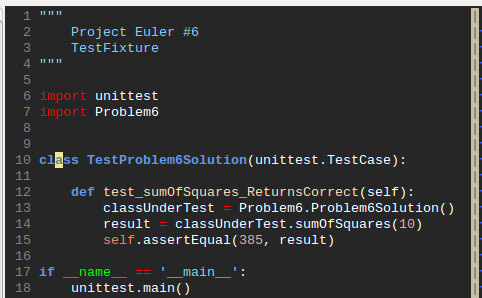 1 """
2     Project Euler #6
3     TestFixture
4 """
5
6 import unittest
7 import Problem6
8
9
10 class TestProblem6Solution(unittest.TestCase):
11
12     def test_sumOfSquares_ReturnsCorrect(self):
13         classUnderTest = Problem6.Problem6Solution()
14         result = classUnderTest.sumOfSquares(10)
15         self.assertEqual(385, result)
16
17 if __name__ == '__main__':
18     unittest.main()